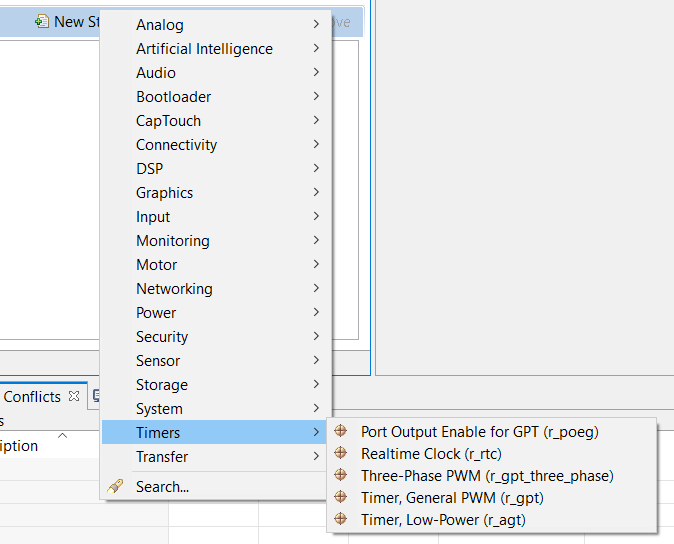 New St
ve
Analog
Artificial Intelligence
Audio
Bootloader
CapTouch
Connectivity
DSP
Graphics
Input
Monitoring
Motor
Networking
Power
Security
Sensor
Storage
System
Timers
Transfer
Search...
Conflicts
s
iption
Port Output Enable for GPT (r_poeg)
Realtime Clock (r_rtc)
Three-Phase PWM (r_gpt_three_phase)
Timer, General PWM (r_gpt)
Timer, Low-Power (r_agt)